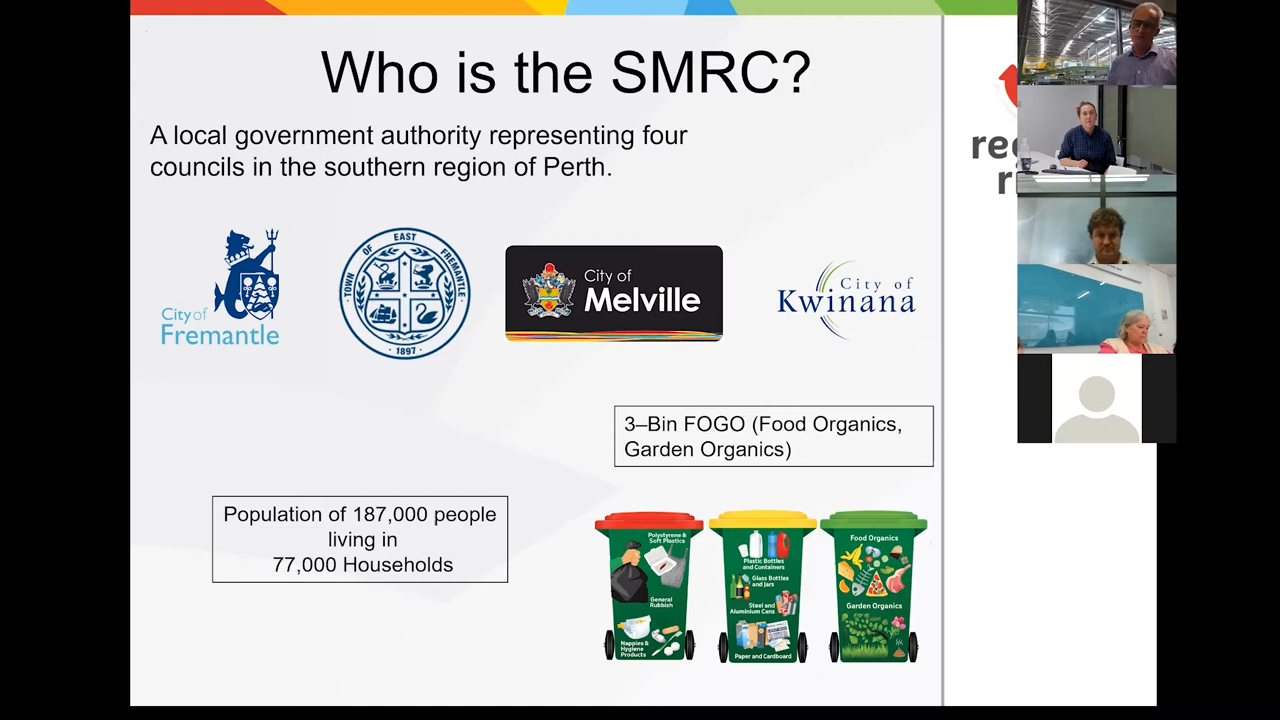 Who is the SMRC?
A local government authority representing four
councils in the southern region of Perth.
City of
Fremantle
TOWN OF EAST FREMANTLE
1897
City of
Melville
City of
Kwinana
3–Bin FOGO (Food Organics,
Garden Organics)
Population of 187,000 people
living in
77,000 Households
Polystyrene &
Soft Plastics
General
Rubbish
Nappies &
Hygiene
Products
Plastic Bottles
and Containers
Glass Bottles
and Jars
Steel and
Aluminium Cans
Paper and Cardboard
Food Organics
Garden Organics